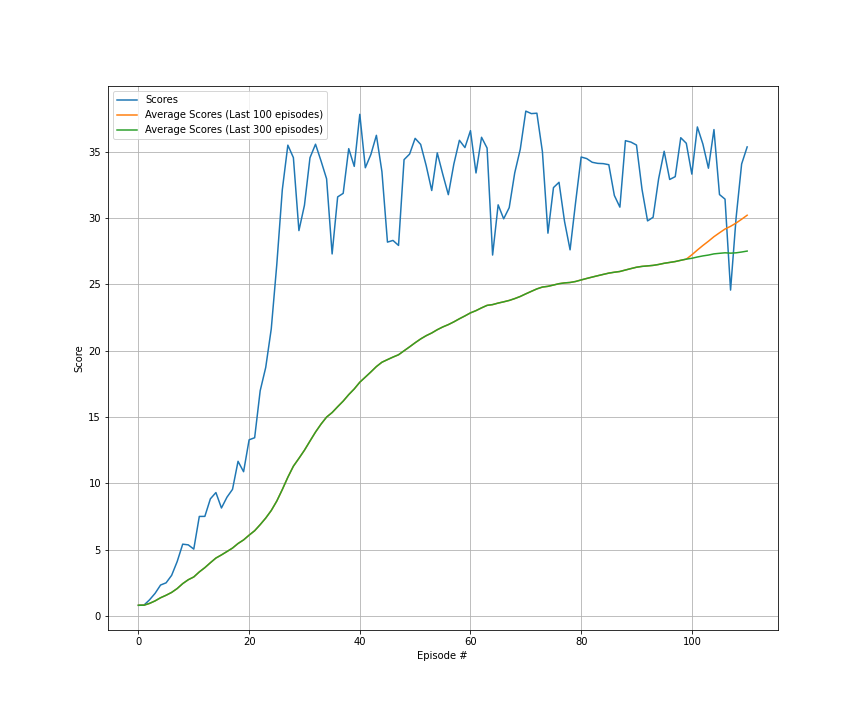 Scores
Average Scores (Last 100 episodes)
Average Scores (Last 300 episodes)
35
30
25
20
15
10
5
0
Score
0 20 40 60 80 100
Episode #